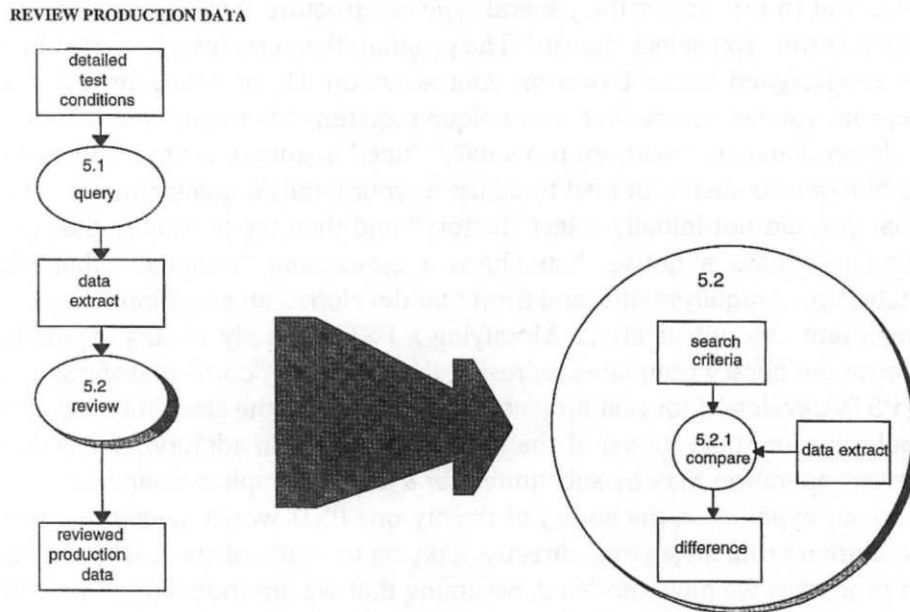 REVIEW PRODUCTION DATA
detailed
test
conditions
5.1
query
data
extract
5.2
review
reviewed
production
data
5.2
search
criteria
5.2.1
compare
data extract
difference